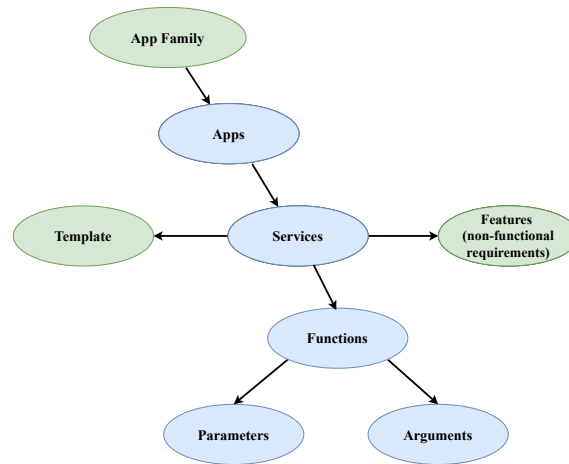 App Family
Apps
Template
Services
Features
(non-functional
requirements)
Functions
Parameters
Arguments